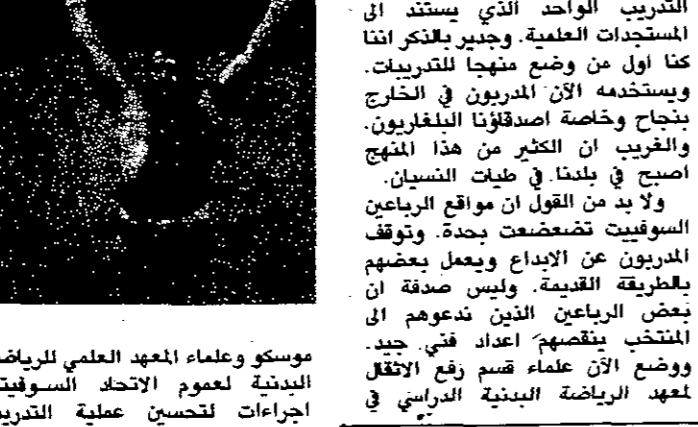 التدريب الواحد الذي يستند الى
المستجدات العلمية. وجدير بالذكر اننا
كنا اول من وضع منهجا للتدريبات.
ويستخدمه الآن المدربون في الخارج
بنجاح وخاصة اصدقاؤنا البلغاريون.
والغريب ان الكثير من هذا المنهج
اصبح في بلدنا في طيات النسيان.
ولا بد من القول ان مواقع الرباعين
السوفييت تضعضعت بحدة. وتوقف
المدربون عن الابداع ويعمل بعضهم
بالطريقة القديمة. وليس صدفة ان
بعض الرباعين الذين ندعوهم الى
المنتخب ينقصهم اعداد فني جيد.
ووضع الآن علماء قسم رفع الاثقال
لمعهد الرياضة البدنية الدراسي في
موسكو وعلماء المعهد العلمي للرياضة
البدنية لعموم الاتحاد السوفيتي
اجراءات لتحسين عملية التدريب